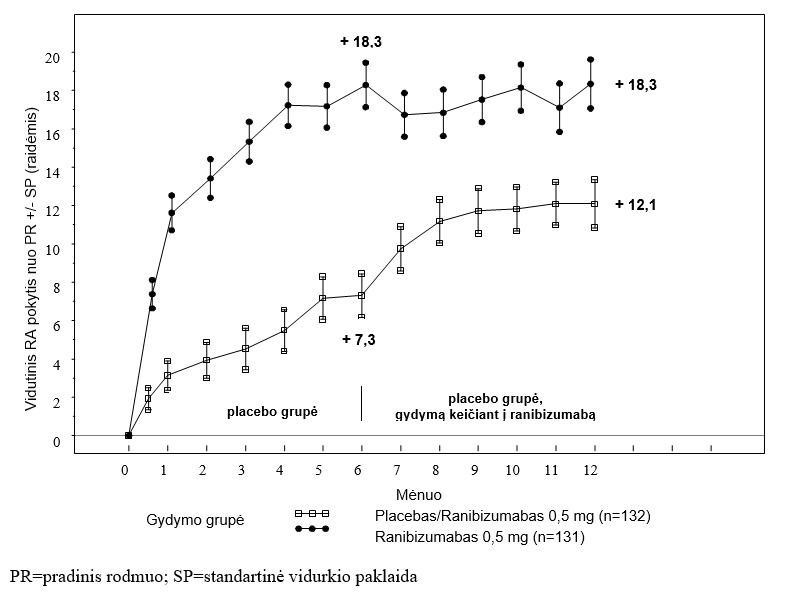 Vidutinis RA pokytis nuo PR +/- SP (raidėmis)
20
18
16
14
12
10
8
6
4
2
0
+ 18,3
+ 18,3
+ 12,1
+ 7,3
placebo grupė
placebo grupė,
gydymą keičiant į ranibizumabą
0 1 2 3 4 5 6 7 8 9 10 11 12
Mėnuo
Gydymo grupė
Placebas/Ranibizumabas 0,5 mg (n=132)
Ranibizumabas 0,5 mg (n=131)
PR=pradinis rodmuo; SP=standartinė vidurkio paklaida